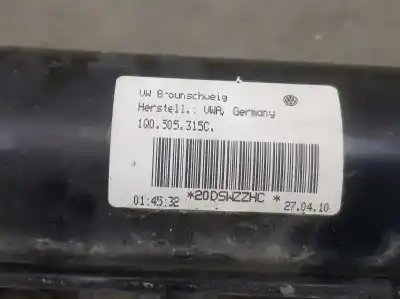 VW Braunschweig
Herstell.: VWA, Germany
1Q0.505.315C.
*20DSWZZHC *
01:45:32 27.04.10